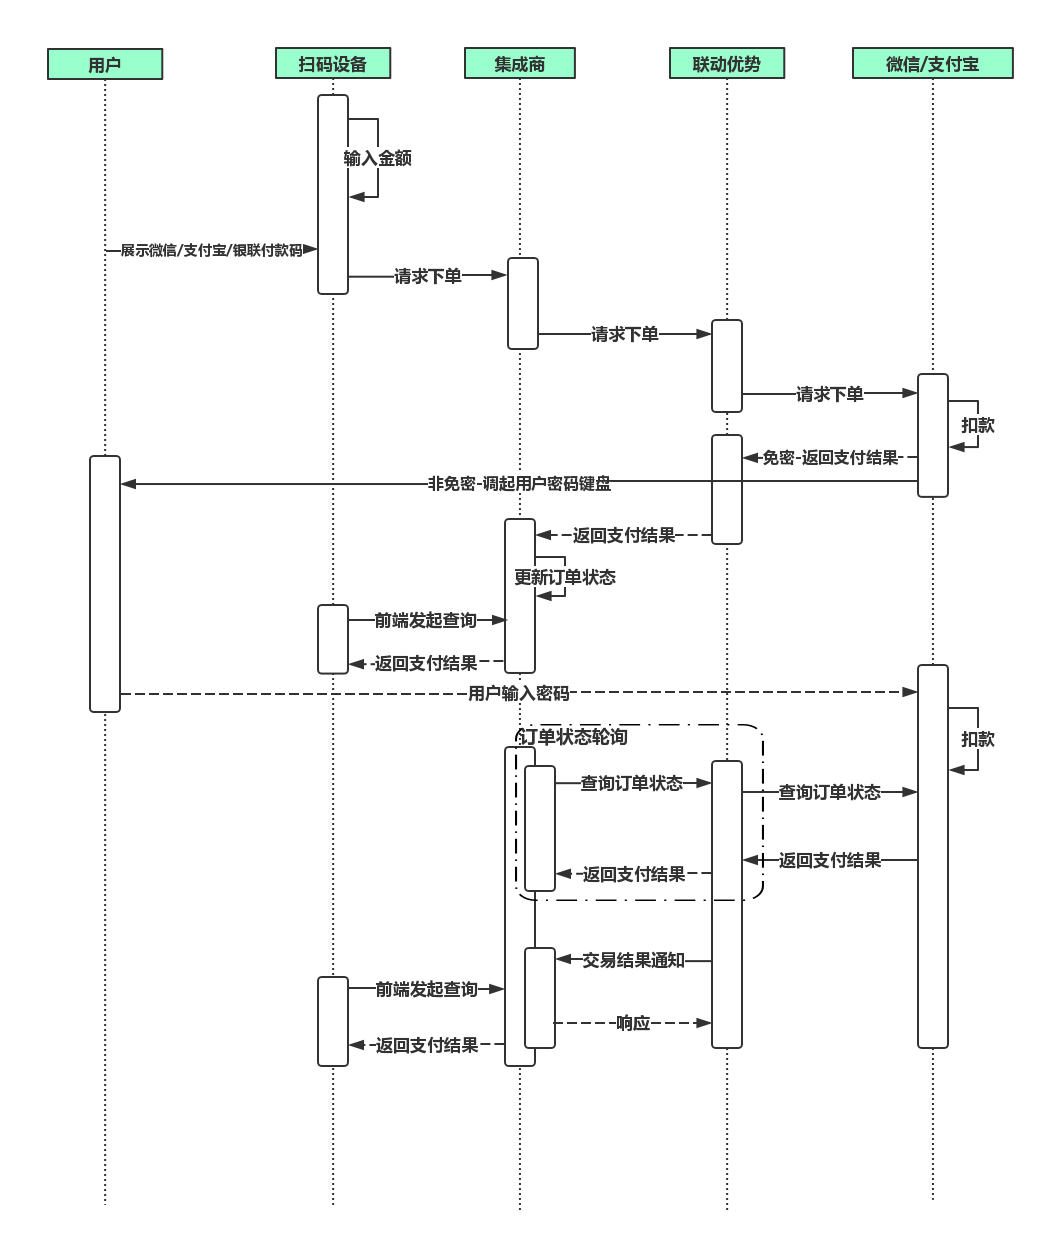 用户
扫码设备
集成商
联动优势
微信/支付宝
输入金额
展示微信/支付宝/银联付款码
请求下单
请求下单
请求下单
扣款
免密-返回支付结果
非免密-调起用户密码键盘
返回支付结果
更新订单状态
前端发起查询
返回支付结果
用户输入密码
扣款
订单状态轮询
查询订单状态
查询订单状态
返回支付结果
返回支付结果
交易结果通知
前端发起查询
响应
返回支付结果